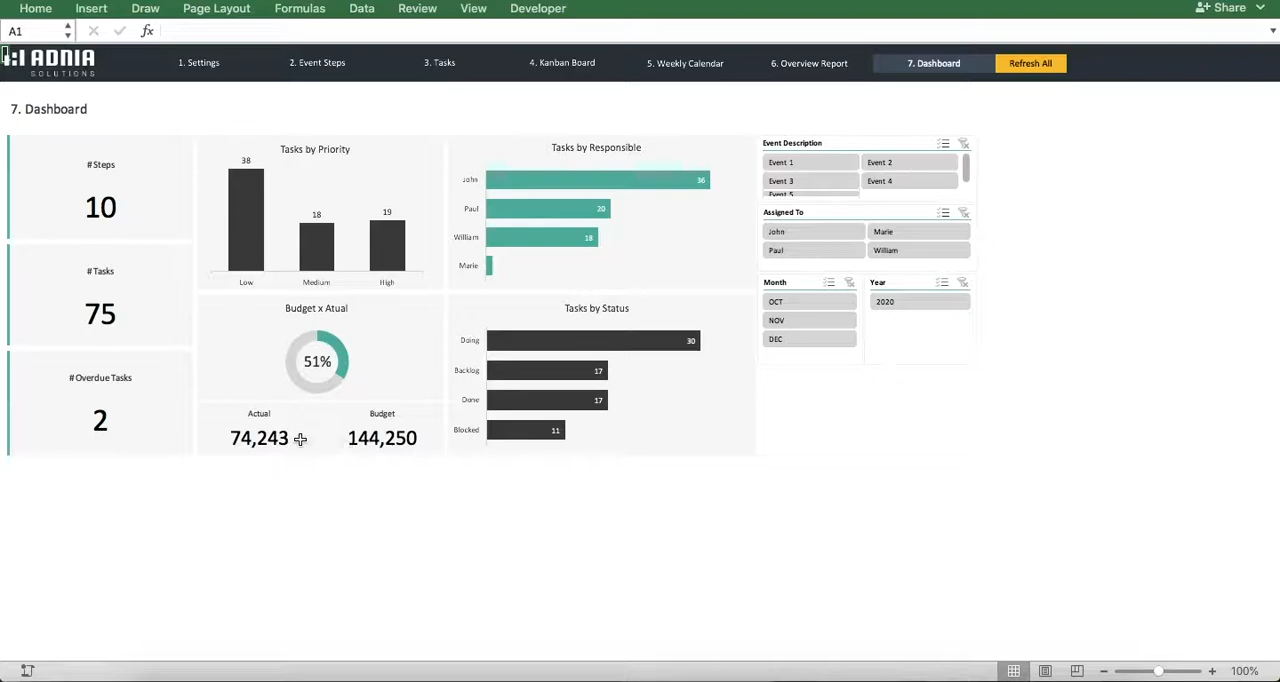 Home Insert Draw Page Layout Formulas Data Review View Developer Share
A1 fx
ADNIA
SOLUTIONS
1. Settings 2. Event Steps 3. Tasks 4. Kanban Board 5. Weekly Calendar 6. Overview Report 7. Dashboard Refresh All
7. Dashboard
# Steps
10
# Tasks
75
# Overdue Tasks
2
Tasks by Priority
38
18
19
Low Medium High
Budget x Atual
51%
Actual Budget
74,243 144,250
Tasks by Responsible
John 36
Paul 20
William 18
Marie
Tasks by Status
Doing 30
Backlog 17
Done 17
Blocked 11
Event Description
Event 1 Event 2
Event 3 Event 4
Event 5
Assigned To
John Marie
Paul William
Month Year
OCT 2020
NOV
DEC
100%